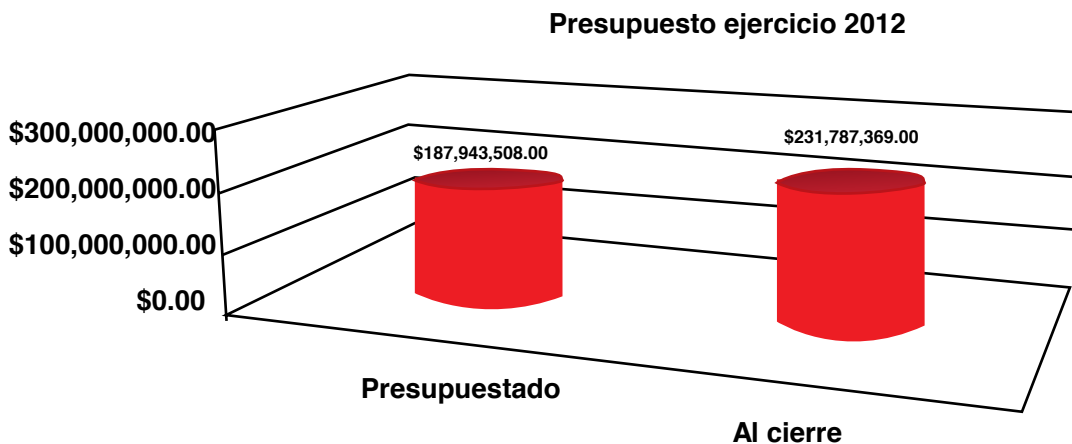 Presupuesto ejercicio 2012
$300,000,000.00
$200,000,000.00
$100,000,000.00
$0.00
$187,943,508.00
$231,787,369.00
Presupuestado
Al cierre